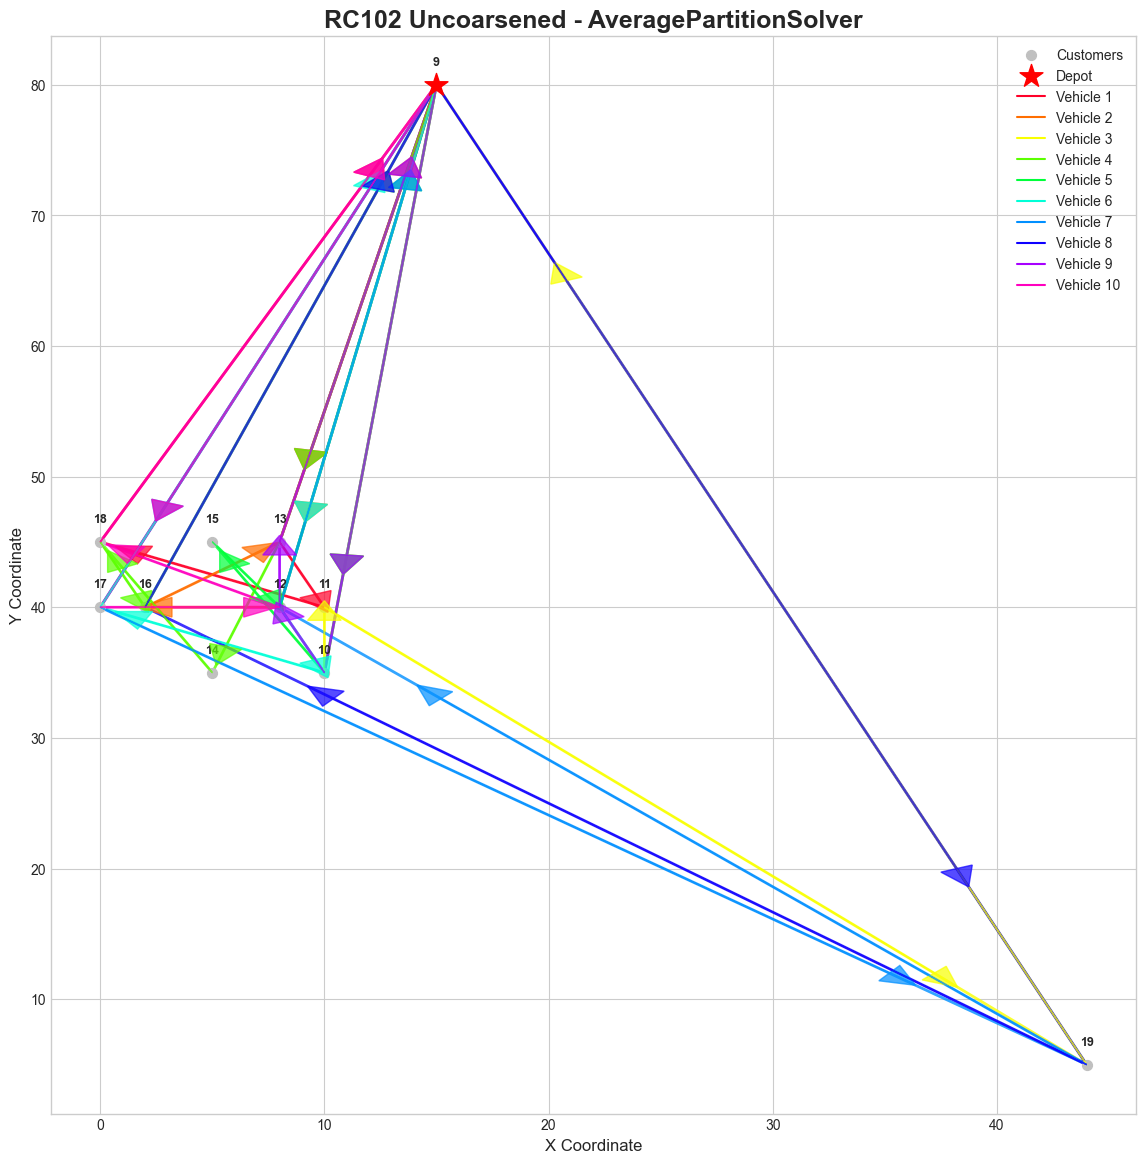 RC102 Uncoarsened - AveragePartitionSolver
9
Customers
Depot
Vehicle 1
Vehicle 2
Vehicle 3
Vehicle 4
Vehicle 5
Vehicle 6
Vehicle 7
Vehicle 8
Vehicle 9
Vehicle 10
80
70
60
50
40
30
20
10
Y Coordinate
18
15
13
17
16
12
11
14
10
19
0
10
20
30
40
X Coordinate